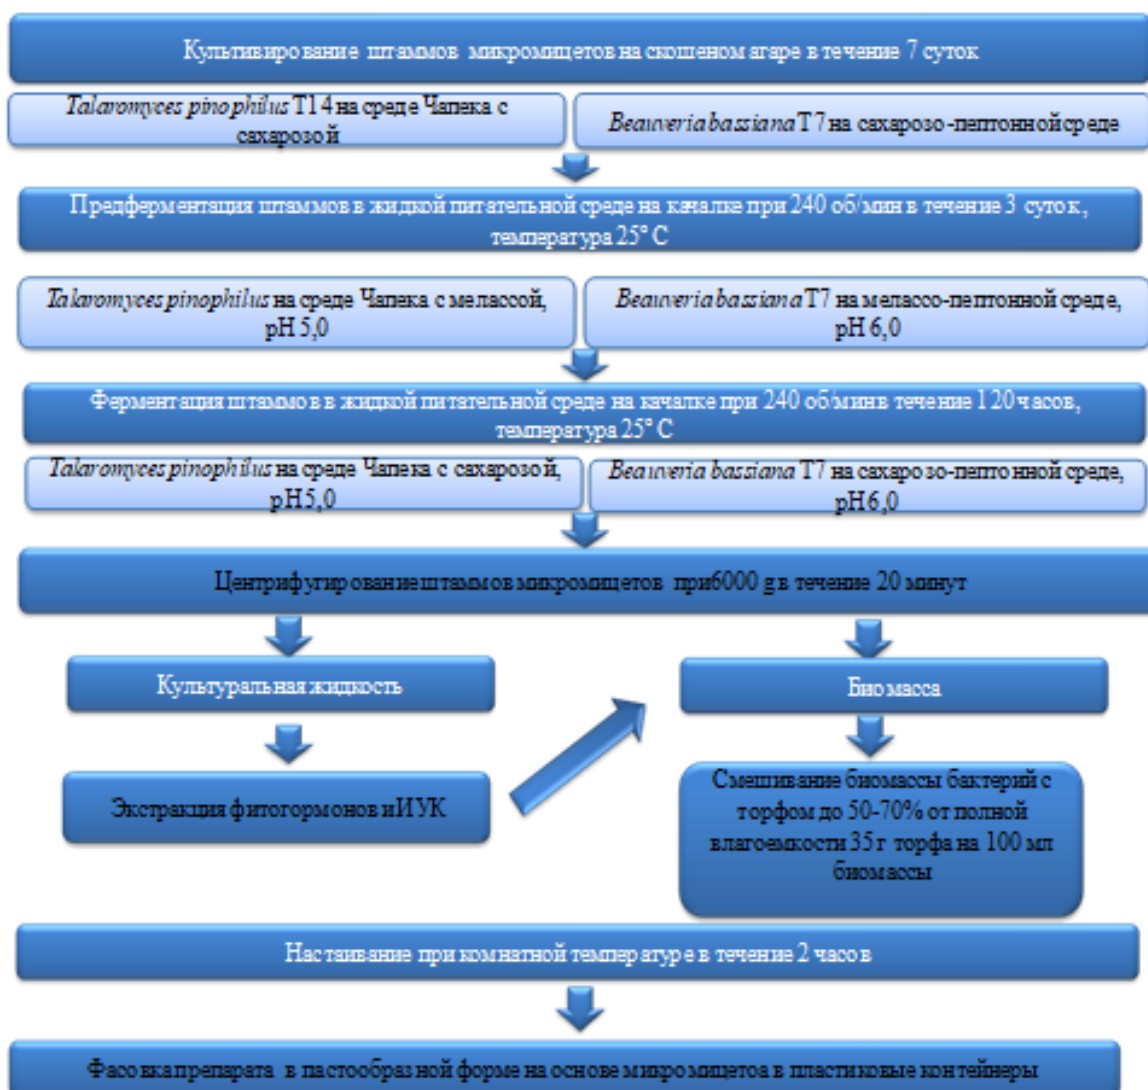 Культивирование штаммов микромицетов на скошеном агаре в течение 7 суток
Talaromyces pinophilus T14 на среде Чапека с
сахарозой
Beauveria bassiana T7 на сахарозо-пептонной среде
Предферментация штаммов в жидкой питательной среде на качалке при 240 об/мин в течение 3 суток,
температура 25° С
Talaromyces pinophilus на среде Чапека с мелассой,
pH 5,0
Beauveria bassiana T7 на мелассо-пептонной среде,
pH 6,0
Ферментация штаммов в жидкой питательной среде на качалке при 240 об/мин в течение 120 часов,
температура 25° С
Talaromyces pinophilus на среде Чапека с сахарозой,
pH 5,0
Beauveria bassiana T7 на сахарозо-пептонной среде,
pH 6,0
Центрифугирование штаммов микромицетов при 6000 g в течение 20 минут
Культуральная жидкость
Биомасса
Экстракция фитогормонов и ИУК
Смешивание биомассы бактерий с
торфом до 50-70% от полной
влагоемкости 35 г торфа на 100 мл
биомассы
Настаивание при комнатной температуре в течение 2 часов
Фасовка препарата в пастообразной форме на основе микромицетоа в пластиковые контейнеры